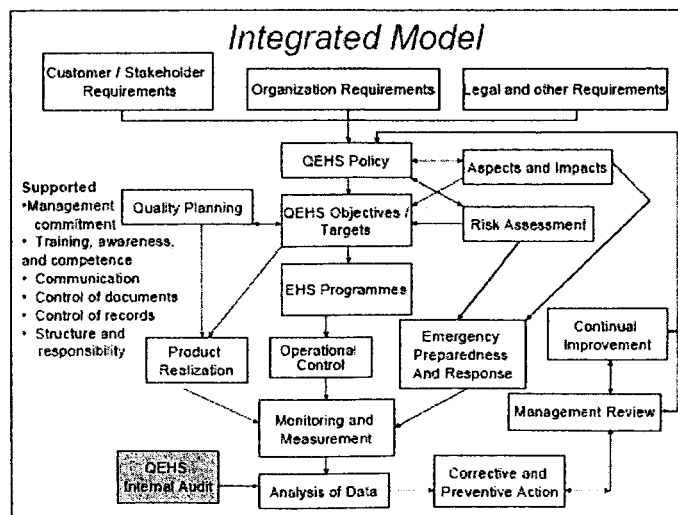 Integrated Model
Customer / Stakeholder
Requirements
Organization Requirements
Legal and other Requirements
QEHS Policy
Aspects and Impacts
Supported
•Management
commitment
• Training, awareness,
and competence
• Communication
• Control of documents
• Control of records
• Structure and
responsibility
Quality Planning
QEHS Objectives /
Targets
Risk Assessment
EHS Programmes
Product
Realization
Operational
Control
Emergency
Preparedness
And Response
Continual
Improvement
Monitoring and
Measurement
Management Review
QEHS
Internal Audit
Analysis of Data
Corrective and
Preventive Action